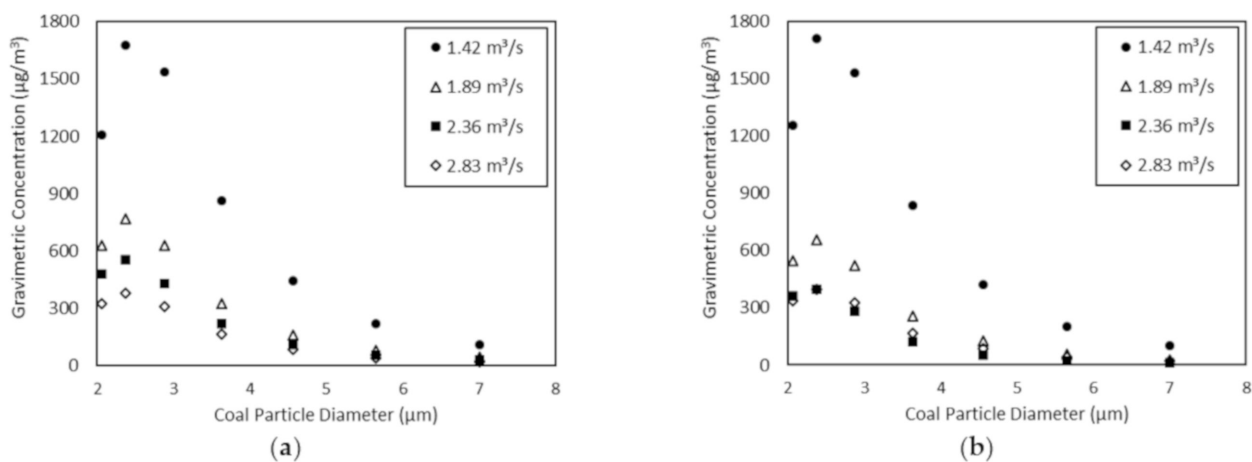 Gravimetric Concentration (µg/m³)
1800
1500
1200
900
600
300
0
1.42 m³/s
1.89 m³/s
2.36 m³/s
2.83 m³/s
2 3 4 5 6 7 8
Coal Particle Diameter (µm)
(a)
Gravimetric Concentration (µg/m³)
1800
1500
1200
900
600
300
0
1.42 m³/s
1.89 m³/s
2.36 m³/s
2.83 m³/s
2 3 4 5 6 7 8
Coal Particle Diameter (µm)
(b)